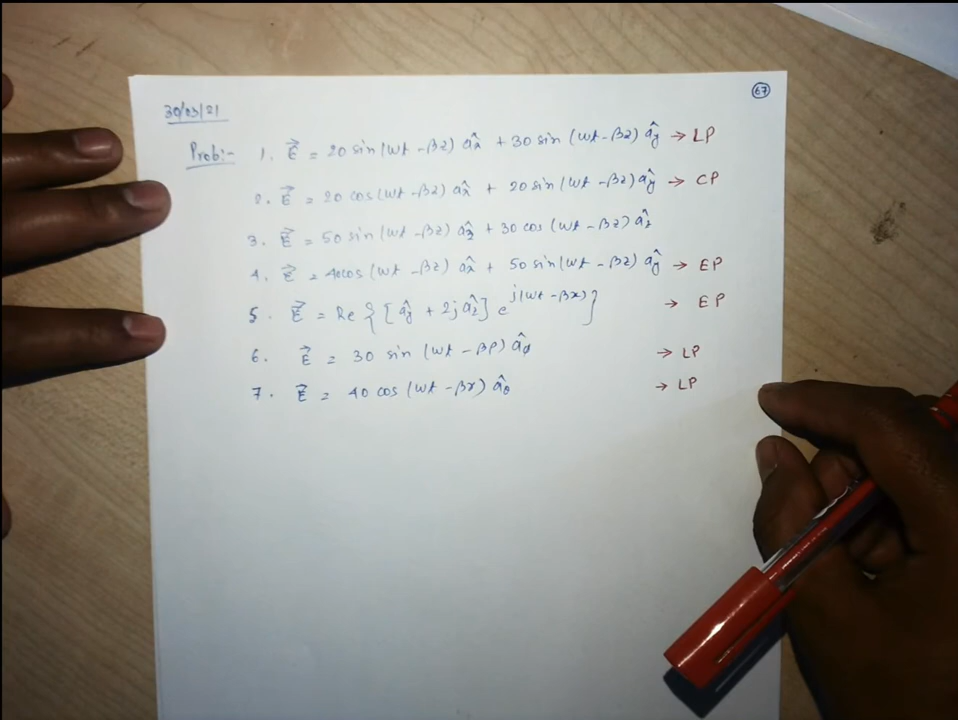 67
30/03/21
Prob:- 1. E⃗ = 20 sin(ωt - βz) âx + 30 sin (ωt - βz) ây → LP
2. E⃗ = 20 cos(ωt - βz) âx + 20 sin(ωt - βz) ây → CP
3. E⃗ = 50 sin(ωt - βz) âz + 30 cos (ωt - βz) âz
4. E⃗ = 40cos (ωt - βz) âx + 50 sin(ωt - βz) ây → EP
5. E⃗ = Re { [ ây + 2j âz ] e^j(ωt - βx) } → EP
6. E⃗ = 30 sin (ωt - βρ) âφ → LP
7. E⃗ = 40 cos (ωt - βr) âθ → LP